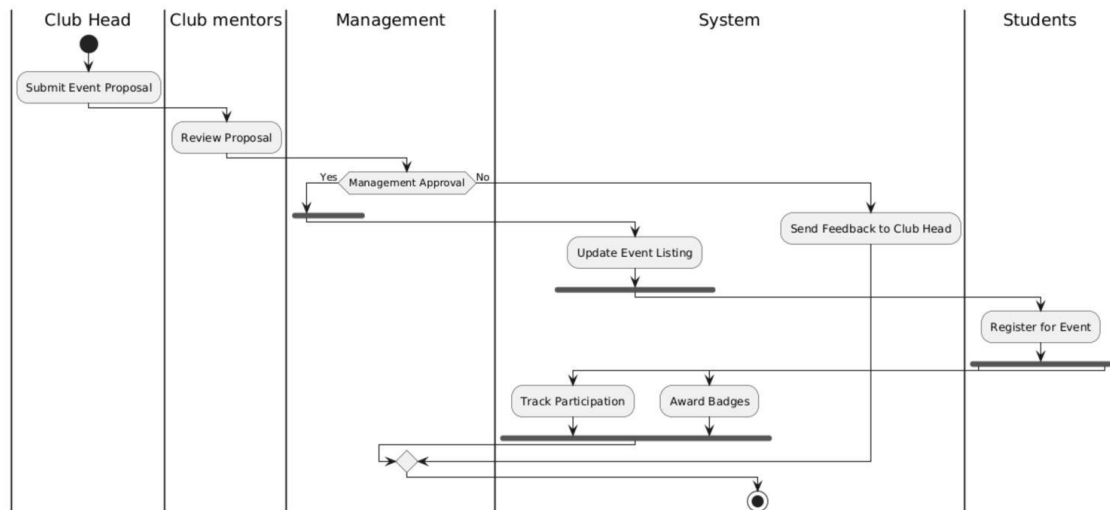 Club Head
Club mentors
Management
System
Students
Submit Event Proposal
Review Proposal
Yes
Management Approval
No
Send Feedback to Club Head
Update Event Listing
Register for Event
Track Participation
Award Badges